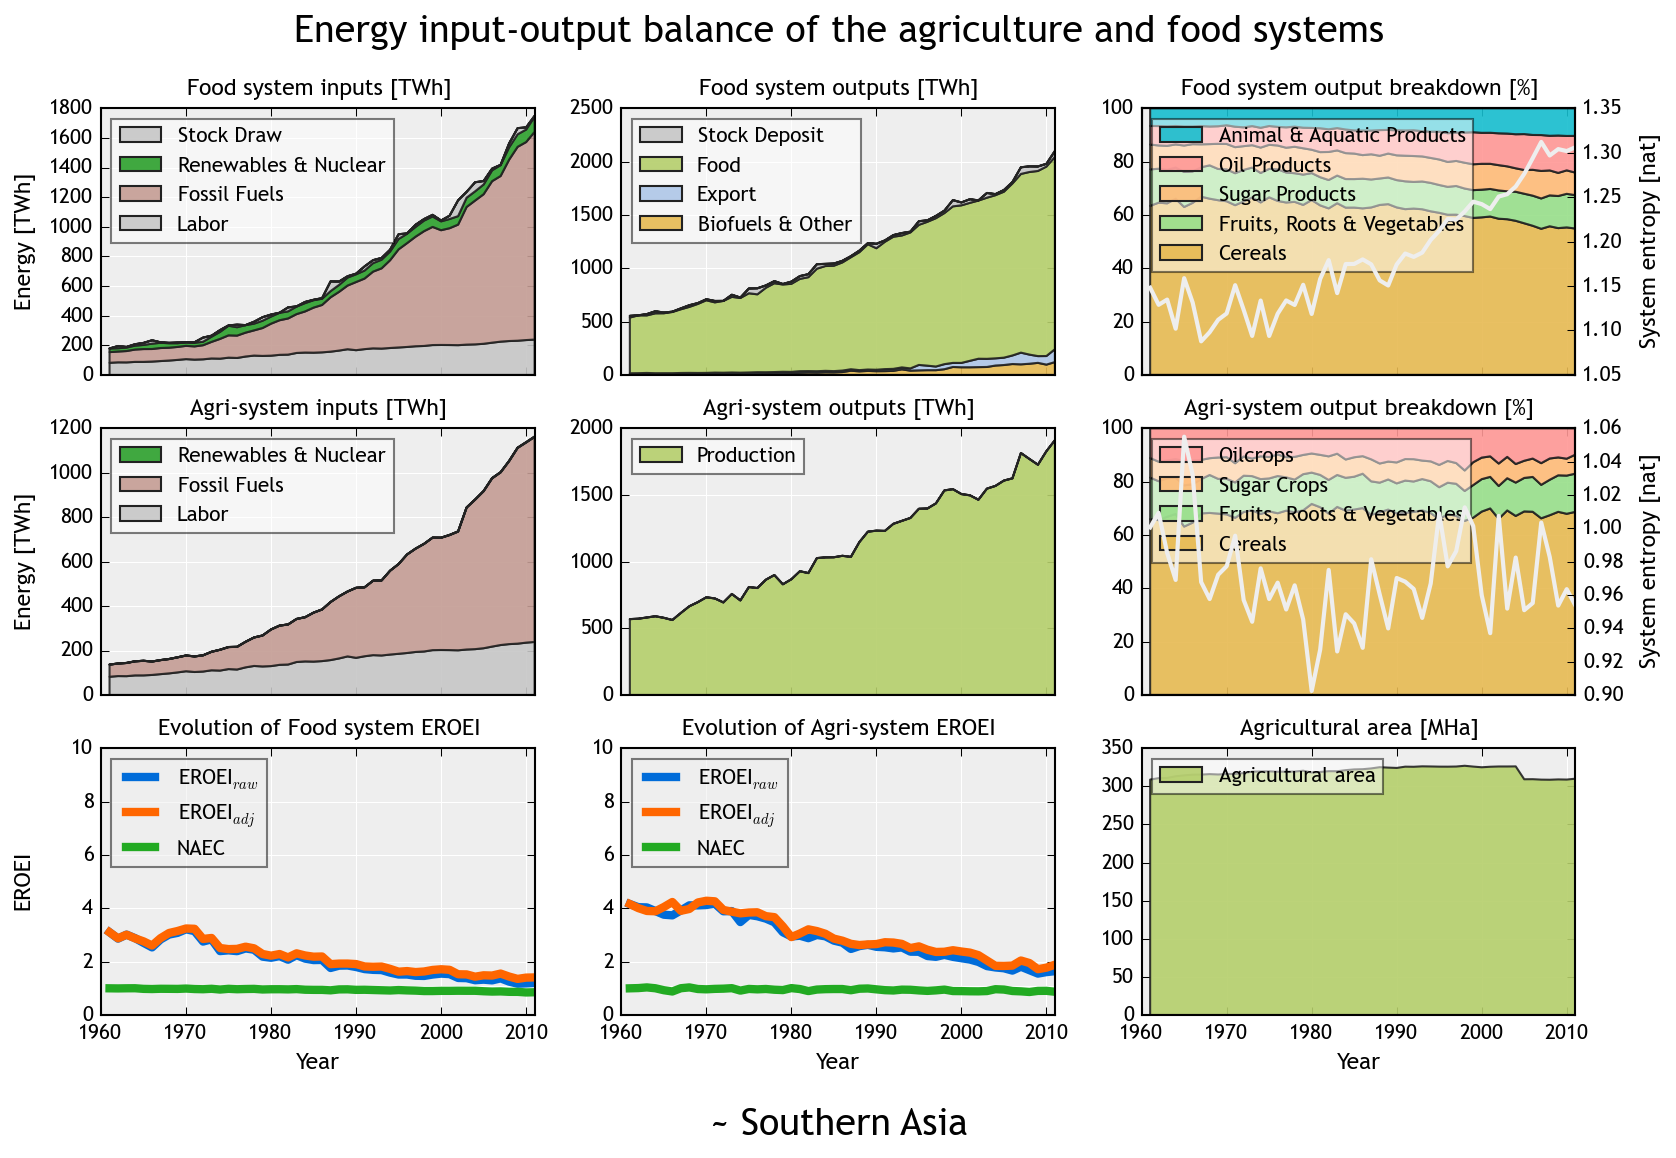 Energy input-output balance of the agriculture and food systems
Food system inputs [TWh]
Energy [TWh]
1800
1600
1400
1200
1000
800
600
400
200
0
Stock Draw
Renewables & Nuclear
Fossil Fuels
Labor
Food system outputs [TWh]
2500
2000
1500
1000
500
0
Stock Deposit
Food
Export
Biofuels & Other
Food system output breakdown [%]
100
80
60
40
20
0
Animal & Aquatic Products
Oil Products
Sugar Products
Fruits, Roots & Vegetables
Cereals
1.35
1.30
1.25
1.20
1.15
1.10
1.05
System entropy [nat]
Agri-system inputs [TWh]
Energy [TWh]
1200
1000
800
600
400
200
0
Renewables & Nuclear
Fossil Fuels
Labor
Agri-system outputs [TWh]
2000
1500
1000
500
0
Production
Agri-system output breakdown [%]
100
80
60
40
20
0
Oilcrops
Sugar Crops
Fruits, Roots & Vegetables
Cereals
1.06
1.04
1.02
1.00
0.98
0.96
0.94
0.92
0.90
System entropy [nat]
Evolution of Food system EROEI
EROEI
10
8
6
4
2
0
EROEI_raw
EROEI_adj
NAEC
1960 1970 1980 1990 2000 2010
Year
Evolution of Agri-system EROEI
10
8
6
4
2
0
EROEI_raw
EROEI_adj
NAEC
1960 1970 1980 1990 2000 2010
Year
Agricultural area [MHa]
350
300
250
200
150
100
50
0
Agricultural area
1960 1970 1980 1990 2000 2010
Year
~ Southern Asia